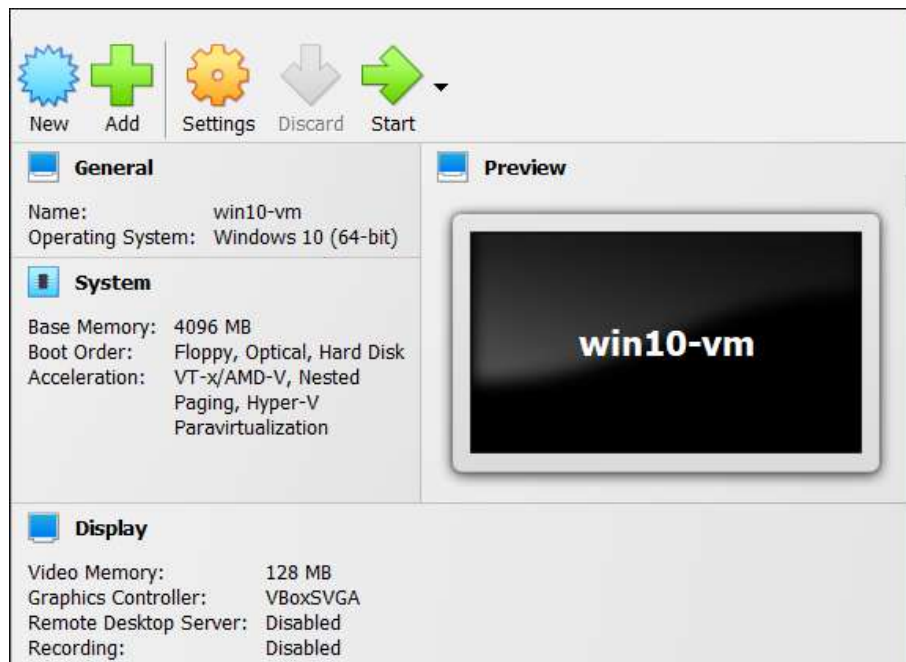 New Add Settings Discard Start
General
Name: win10-vm
Operating System: Windows 10 (64-bit)
System
Base Memory: 4096 MB
Boot Order: Floppy, Optical, Hard Disk
Acceleration: VT-x/AMD-V, Nested
Paging, Hyper-V
Paravirtualization
Preview
win10-vm
Display
Video Memory: 128 MB
Graphics Controller: VBoxSVGA
Remote Desktop Server: Disabled
Recording: Disabled